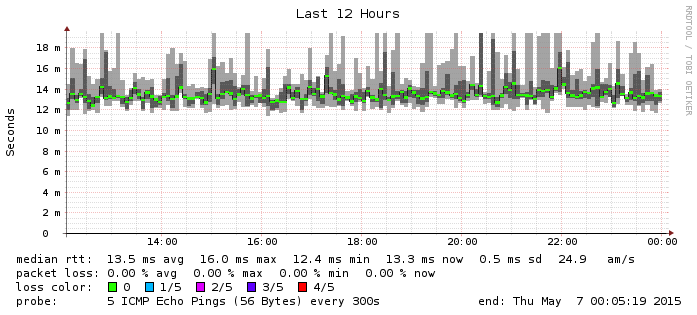 Last 12 Hours
RRDTOOL / TOBI OETIKER
Seconds
18 m
16 m
14 m
12 m
10 m
8 m
6 m
4 m
2 m
0
14:00 16:00 18:00 20:00 22:00 00:00
median rtt: 13.5 ms avg 16.0 ms max 12.4 ms min 13.3 ms now 0.5 ms sd 24.9 am/s
packet loss: 0.00 % avg 0.00 % max 0.00 % min 0.00 % now
loss color: 0 1/5 2/5 3/5 4/5
probe: 5 ICMP Echo Pings (56 Bytes) every 300s end: Thu May 7 00:05:19 2015